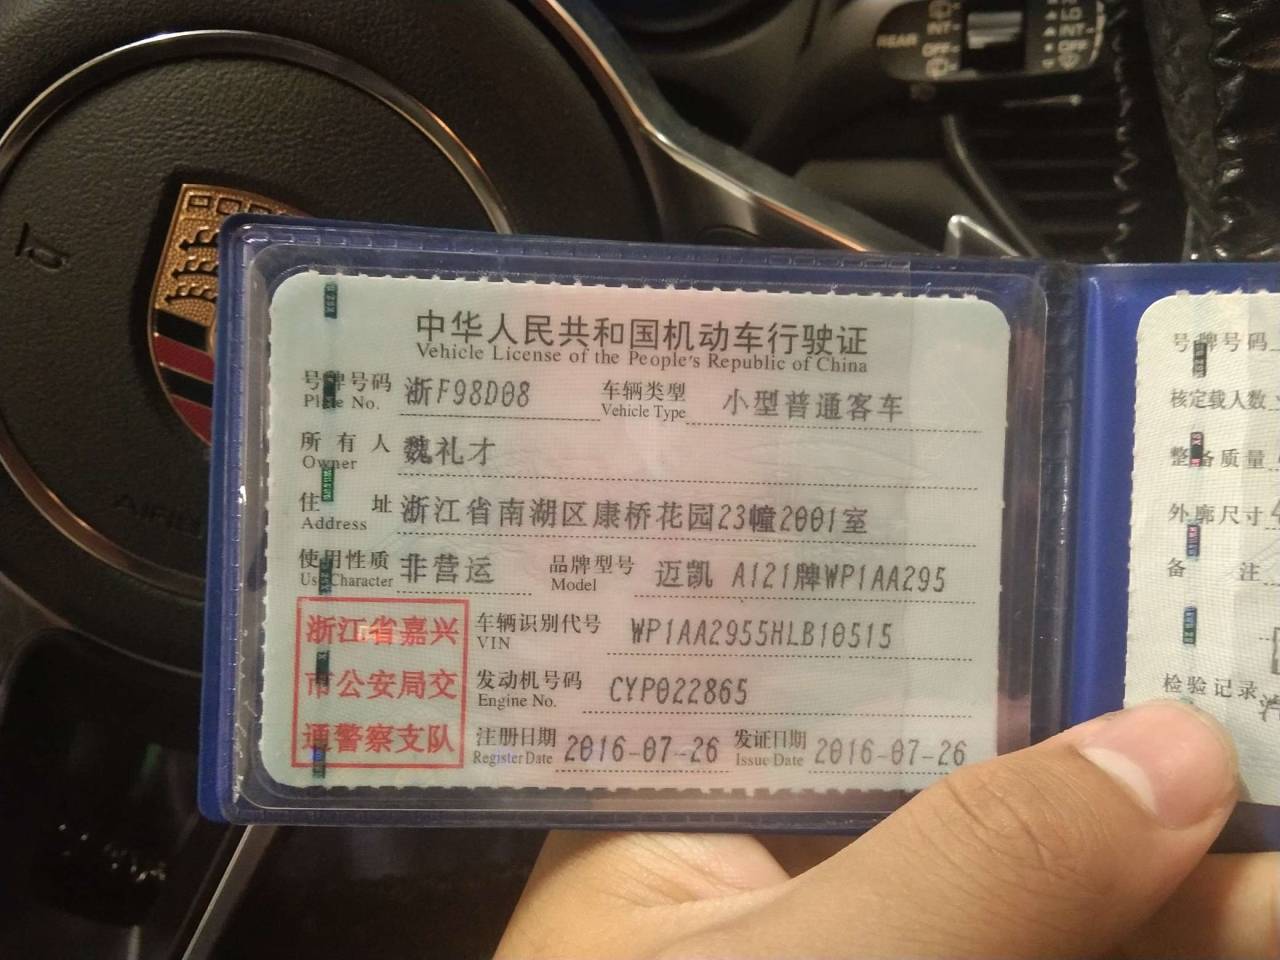 REAR
INT
OFF
LO
INT
OFF
中华人民共和国机动车行驶证
Vehicle License of the People's Republic of China
号牌号码 浙F98D08 车辆类型 小型普通客车
Plate No. Vehicle Type
所有人 魏礼才
Owner
住址 浙江省南湖区康桥花园23幢2001室
Address
使用性质 非营运 品牌型号 迈凯 A121牌WP1AA295
Use Character Model
浙江省嘉兴
市公安局交
通警察支队
车辆识别代号 WP1AA2955HLB10515
VIN
发动机号码 CYP022865
Engine No.
注册日期 2016-07-26 发证日期 2016-07-26
Register Date Issue Date
号牌号码
核定载人数
整备质量
外廓尺寸
备注
检验记录